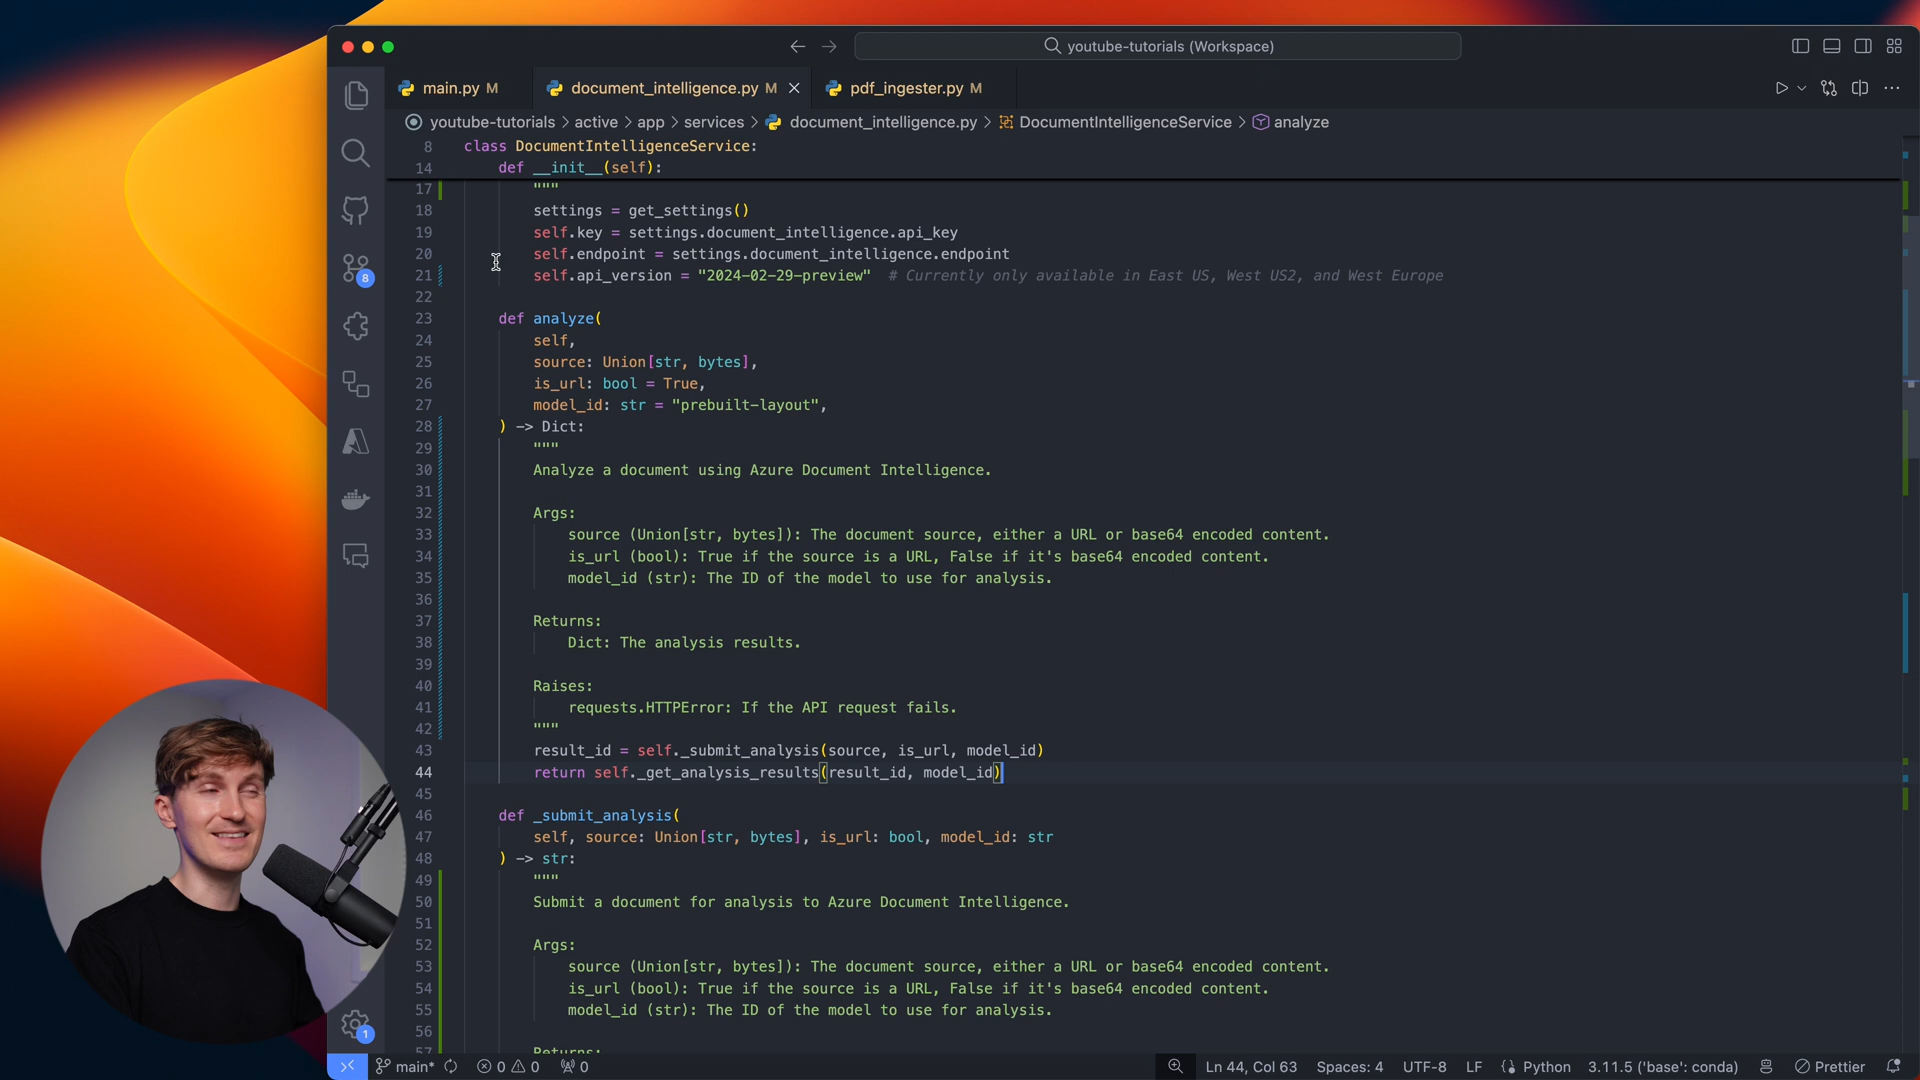 youtube-tutorials (Workspace)
main.py M
document_intelligence.py M
pdf_ingester.py M
youtube-tutorials > active > app > services > document_intelligence.py > DocumentIntelligenceService > analyze
8 class DocumentIntelligenceService:
14 def __init__(self):
17 """
18 settings = get_settings()
19 self.key = settings.document_intelligence.api_key
20 self.endpoint = settings.document_intelligence.endpoint
21 self.api_version = "2024-02-29-preview" # Currently only available in East US, West US2, and West Europe
22
23 def analyze(
24 self,
25 source: Union[str, bytes],
26 is_url: bool = True,
27 model_id: str = "prebuilt-layout",
28 ) -> Dict:
29 """
30 Analyze a document using Azure Document Intelligence.
31
32 Args:
33 source (Union[str, bytes]): The document source, either a URL or base64 encoded content.
34 is_url (bool): True if the source is a URL, False if it's base64 encoded content.
35 model_id (str): The ID of the model to use for analysis.
36
37 Returns:
38 Dict: The analysis results.
39
40 Raises:
41 requests.HTTPError: If the API request fails.
42 """
43 result_id = self._submit_analysis(source, is_url, model_id)
44 return self._get_analysis_results(result_id, model_id)
45
46 def _submit_analysis(
47 self, source: Union[str, bytes], is_url: bool, model_id: str
48 ) -> str:
49 """
50 Submit a document for analysis to Azure Document Intelligence.
51
52 Args:
53 source (Union[str, bytes]): The document source, either a URL or base64 encoded content.
54 is_url (bool): True if the source is a URL, False if it's base64 encoded content.
55 model_id (str): The ID of the model to use for analysis.
56
57 Returns:
8
1
main* 0 0 0 Ln 44, Col 63 Spaces: 4 UTF-8 LF Python 3.11.5 ('base': conda) Prettier